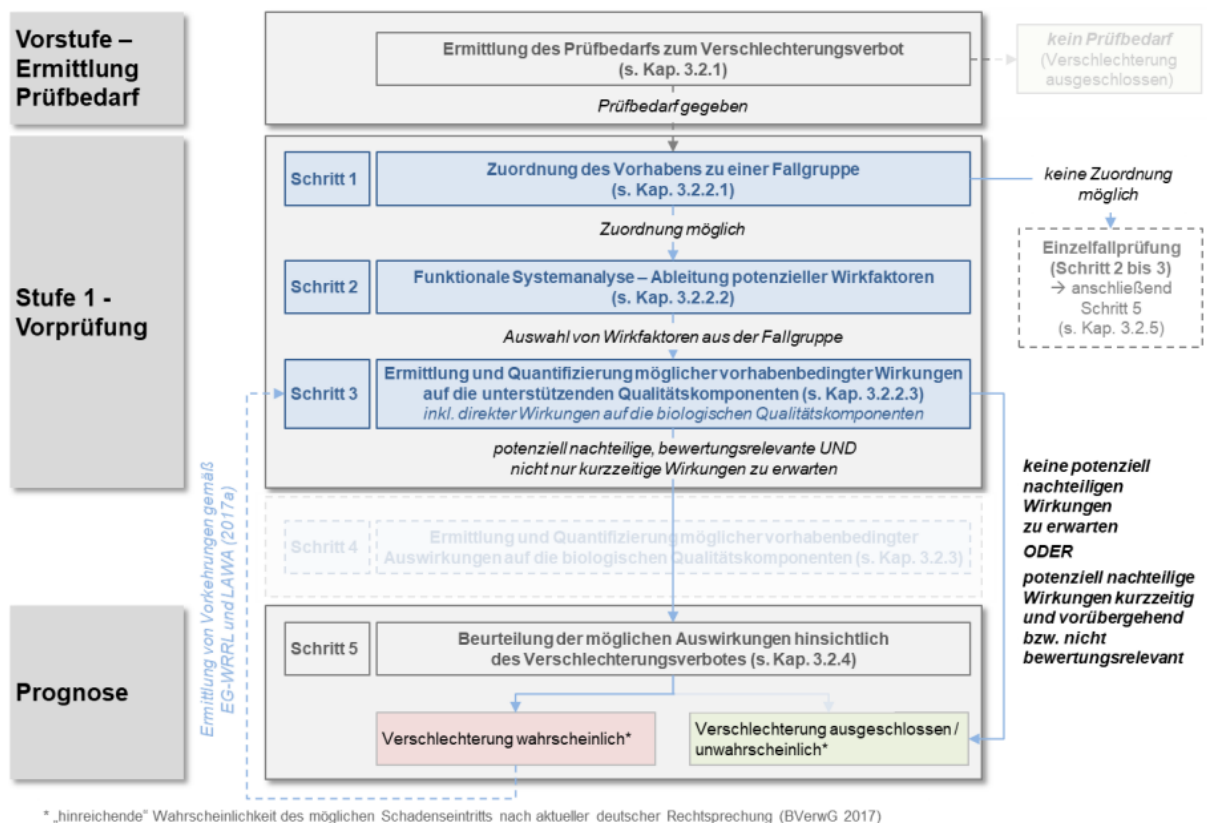 Vorstufe –
Ermittlung
Prüfbedarf
Ermittlung des Prüfbedarfs zum Verschlechterungsverbot
(s. Kap. 3.2.1)
kein Prüfbedarf
(Verschlechterung
ausgeschlossen)
Prüfbedarf gegeben
Stufe 1 -
Vorprüfung
Schritt 1
Zuordnung des Vorhabens zu einer Fallgruppe
(s. Kap. 3.2.2.1)
keine Zuordnung
möglich
Zuordnung möglich
Einzelfallprüfung
(Schritt 2 bis 3)
→ anschließend
Schritt 5
(s. Kap. 3.2.5)
Schritt 2
Funktionale Systemanalyse – Ableitung potenzieller Wirkfaktoren
(s. Kap. 3.2.2.2)
Auswahl von Wirkfaktoren aus der Fallgruppe
Schritt 3
Ermittlung und Quantifizierung möglicher vorhabenbedingter Wirkungen
auf die unterstützenden Qualitätskomponenten (s. Kap. 3.2.2.3)
inkl. direkter Wirkungen auf die biologischen Qualitätskomponenten
potenziell nachteilige, bewertungsrelevante UND
nicht nur kurzzeitige Wirkungen zu erwarten
keine potenziell
nachteiligen
Wirkungen
zu erwarten
ODER
potenziell nachteilige
Wirkungen kurzzeitig
und vorübergehend
bzw. nicht
bewertungsrelevant
Ermittlung von Vorkehrungen gemäß
EG-WRRL und LAWA (2017a)
Schritt 4
Ermittlung und Quantifizierung möglicher vorhabenbedingter
Auswirkungen auf die biologischen Qualitätskomponenten (s. Kap. 3.2.3)
Prognose
Schritt 5
Beurteilung der möglichen Auswirkungen hinsichtlich
des Verschlechterungsverbotes (s. Kap. 3.2.4)
Verschlechterung wahrscheinlich*
Verschlechterung ausgeschlossen /
unwahrscheinlich*
* „hinreichende“ Wahrscheinlichkeit des möglichen Schadenseintritts nach aktueller deutscher Rechtsprechung (BVerwG 2017)